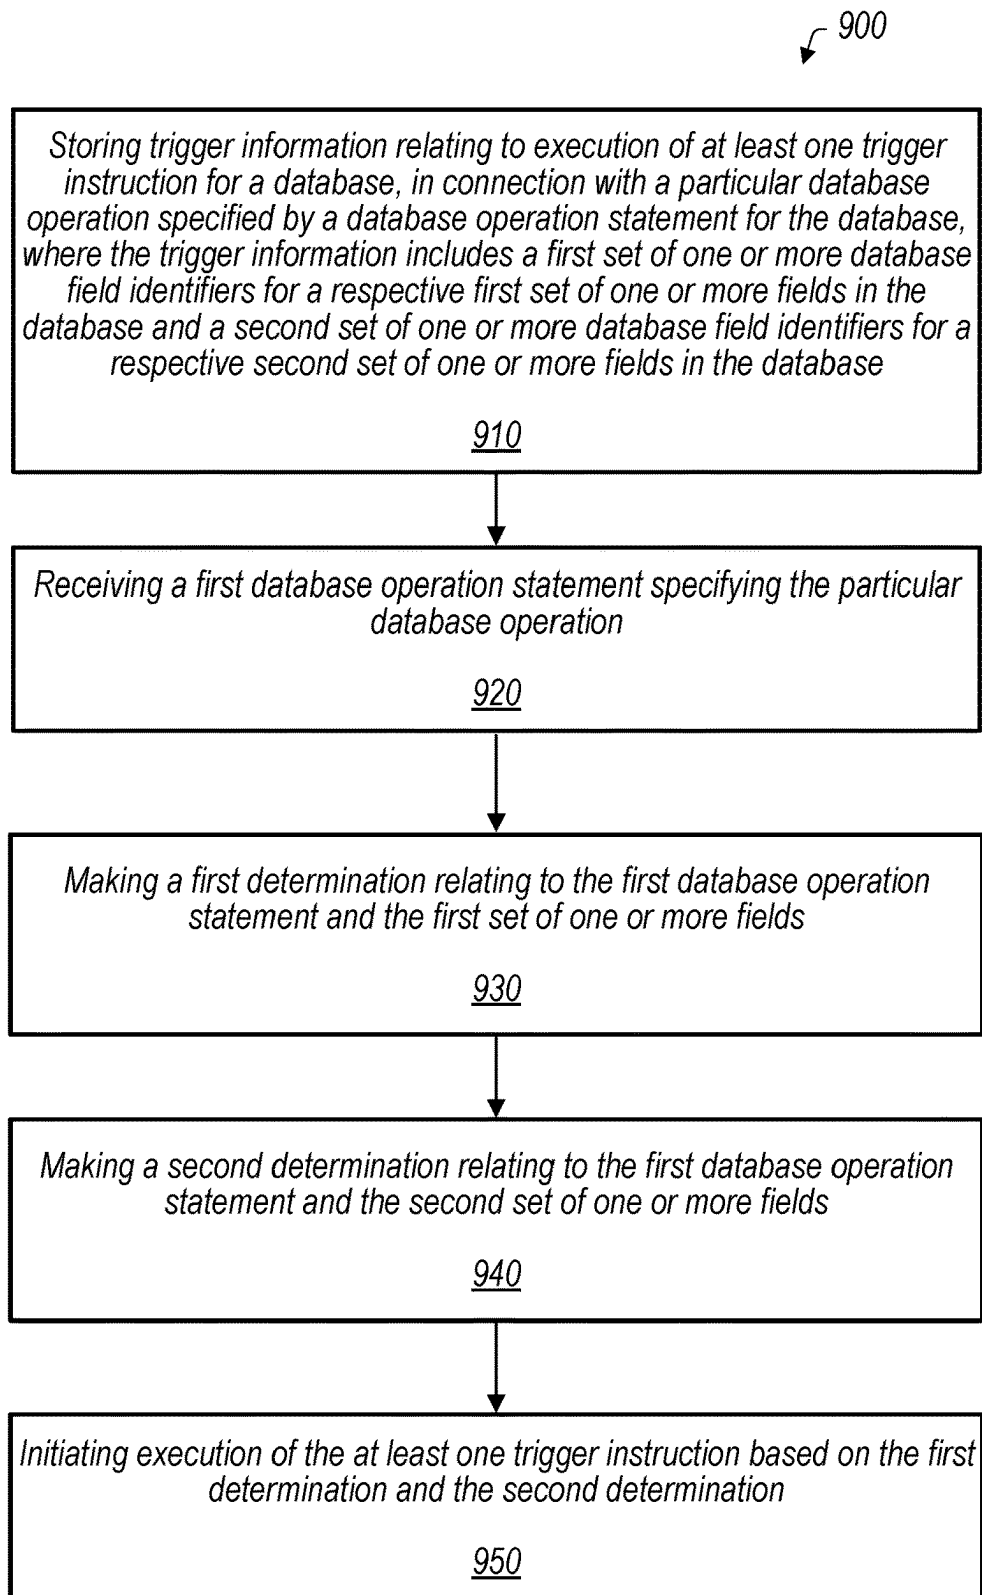 900
Storing trigger information relating to execution of at least one trigger
instruction for a database, in connection with a particular database
operation specified by a database operation statement for the database,
where the trigger information includes a first set of one or more database
field identifiers for a respective first set of one or more fields in the
database and a second set of one or more database field identifiers for a
respective second set of one or more fields in the database
910
Receiving a first database operation statement specifying the particular
database operation
920
Making a first determination relating to the first database operation
statement and the first set of one or more fields
930
Making a second determination relating to the first database operation
statement and the second set of one or more fields
940
Initiating execution of the at least one trigger instruction based on the first
determination and the second determination
950